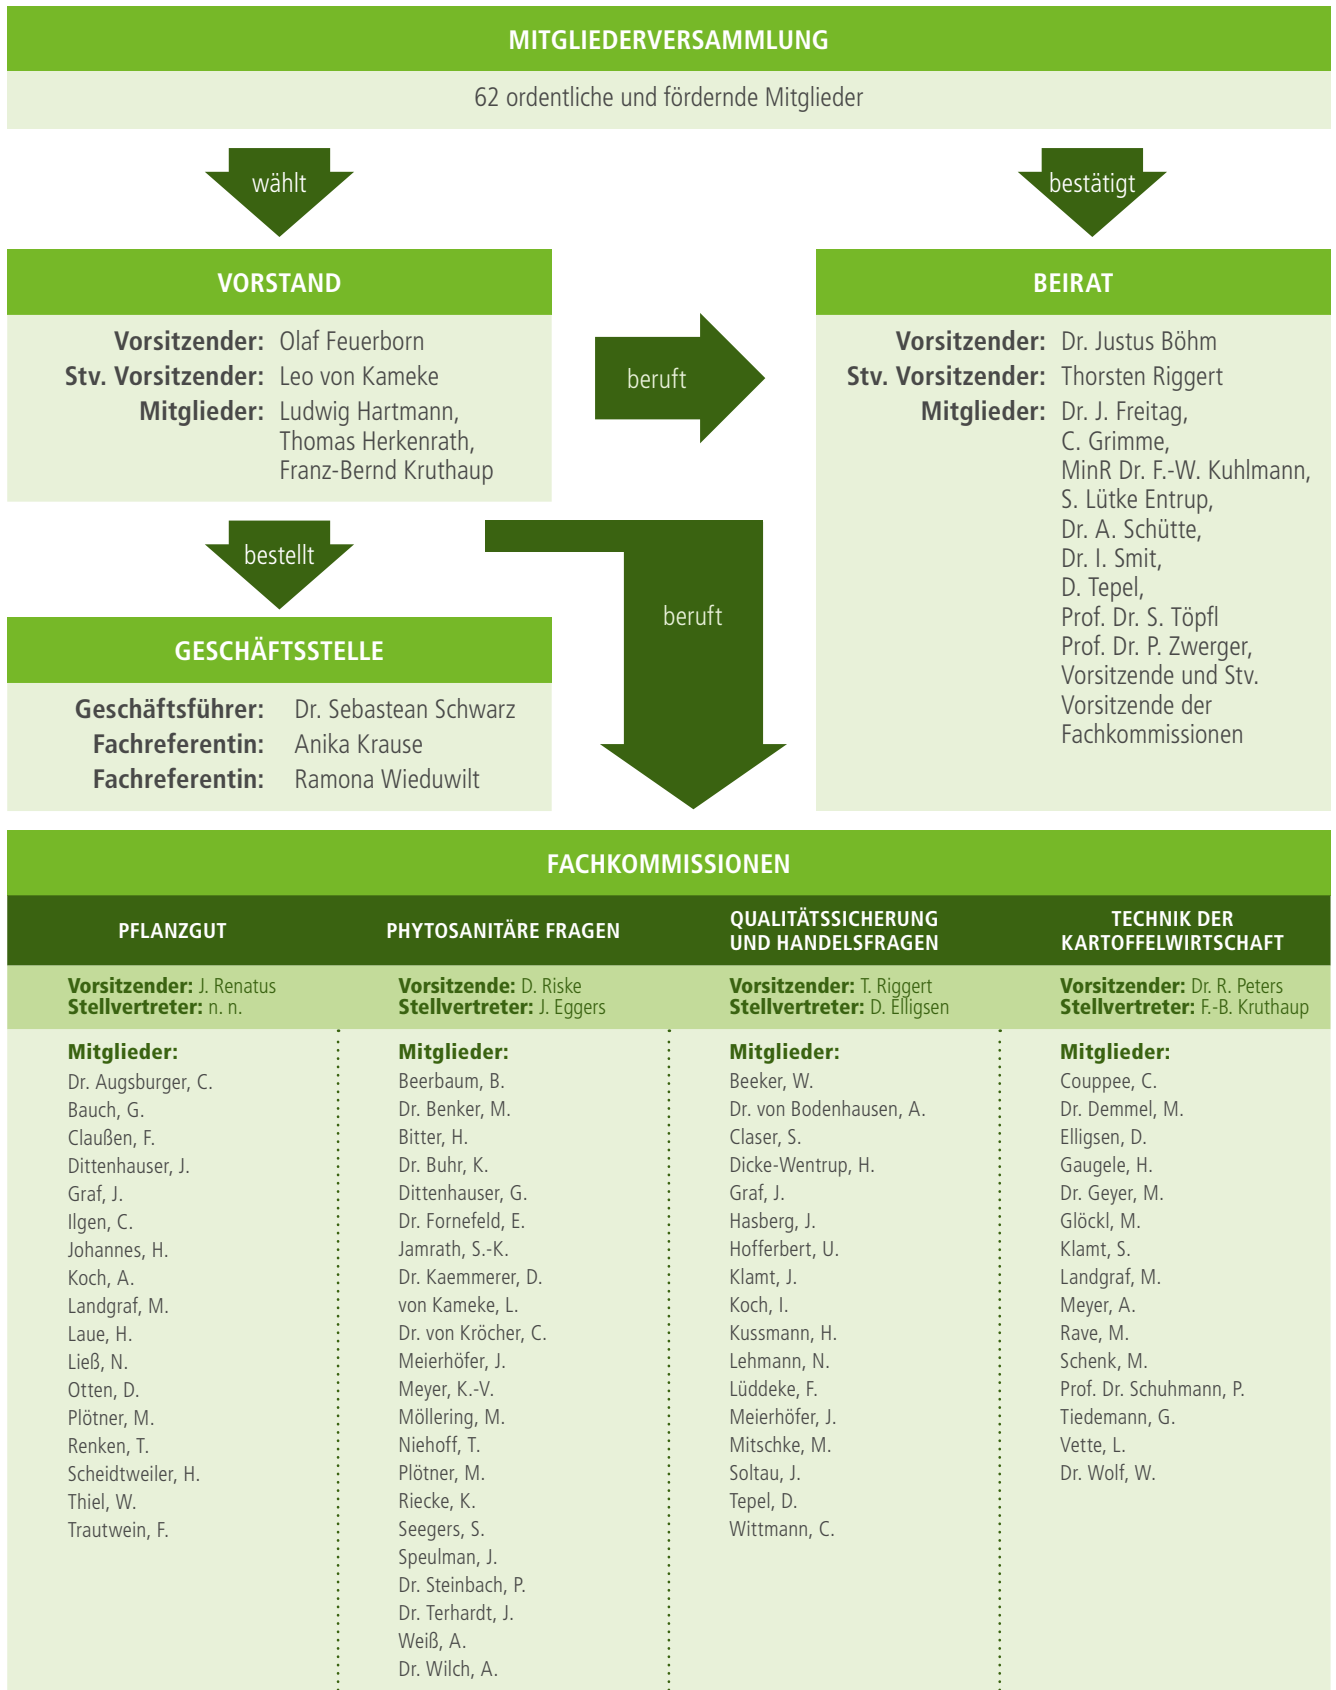 MITGLIEDERVERSAMMLUNG
62 ordentliche und fördernde Mitglieder
wählt
bestätigt
VORSTAND
Vorsitzender: Olaf Feuerborn
Stv. Vorsitzender: Leo von Kameke
Mitglieder: Ludwig Hartmann,
Thomas Herkenrath,
Franz-Bernd Kruthaup
beruft
BEIRAT
Vorsitzender: Dr. Justus Böhm
Stv. Vorsitzender: Thorsten Riggert
Mitglieder: Dr. J. Freitag,
C. Grimme,
MinR Dr. F.-W. Kuhlmann,
S. Lütke Entrup,
Dr. A. Schütte,
Dr. I. Smit,
D. Tepel,
Prof. Dr. S. Töpfl
Prof. Dr. P. Zwerger,
Vorsitzende und Stv.
Vorsitzende der
Fachkommissionen
bestellt
beruft
GESCHÄFTSSTELLE
Geschäftsführer: Dr. Sebastean Schwarz
Fachreferentin: Anika Krause
Fachreferentin: Ramona Wieduwilt
FACHKOMMISSIONEN
PFLANZGUT
Vorsitzender: J. Renatus
Stellvertreter: n. n.
Mitglieder:
Dr. Augsburger, C.
Bauch, G.
Claußen, F.
Dittenhauser, J.
Graf, J.
Ilgen, C.
Johannes, H.
Koch, A.
Landgraf, M.
Laue, H.
Ließ, N.
Otten, D.
Plötner, M.
Renken, T.
Scheidtweiler, H.
Thiel, W.
Trautwein, F.
PHYTOSANITÄRE FRAGEN
Vorsitzende: D. Riske
Stellvertreter: J. Eggers
Mitglieder:
Beerbaum, B.
Dr. Benker, M.
Bitter, H.
Dr. Buhr, K.
Dittenhauser, G.
Dr. Fornefeld, E.
Jamrath, S.-K.
Dr. Kaemmerer, D.
von Kameke, L.
Dr. von Kröcher, C.
Meierhöfer, J.
Meyer, K.-V.
Möllering, M.
Niehoff, T.
Plötner, M.
Riecke, K.
Seegers, S.
Speulman, J.
Dr. Steinbach, P.
Dr. Terhardt, J.
Weiß, A.
Dr. Wilch, A.
QUALITÄTSSICHERUNG
UND HANDELSFRAGEN
Vorsitzender: T. Riggert
Stellvertreter: D. Elligsen
Mitglieder:
Beeker, W.
Dr. von Bodenhausen, A.
Claser, S.
Dicke-Wentrup, H.
Graf, J.
Hasberg, J.
Hofferbert, U.
Klamt, J.
Koch, I.
Kussmann, H.
Lehmann, N.
Lüddeke, F.
Meierhöfer, J.
Mitschke, M.
Soltau, J.
Tepel, D.
Wittmann, C.
TECHNIK DER
KARTOFFELWIRTSCHAFT
Vorsitzender: Dr. R. Peters
Stellvertreter: F.-B. Kruthaup
Mitglieder:
Couppee, C.
Dr. Demmel, M.
Elligsen, D.
Gaugele, H.
Dr. Geyer, M.
Glöckl, M.
Klamt, S.
Landgraf, M.
Meyer, A.
Rave, M.
Schenk, M.
Prof. Dr. Schuhmann, P.
Tiedemann, G.
Vette, L.
Dr. Wolf, W.